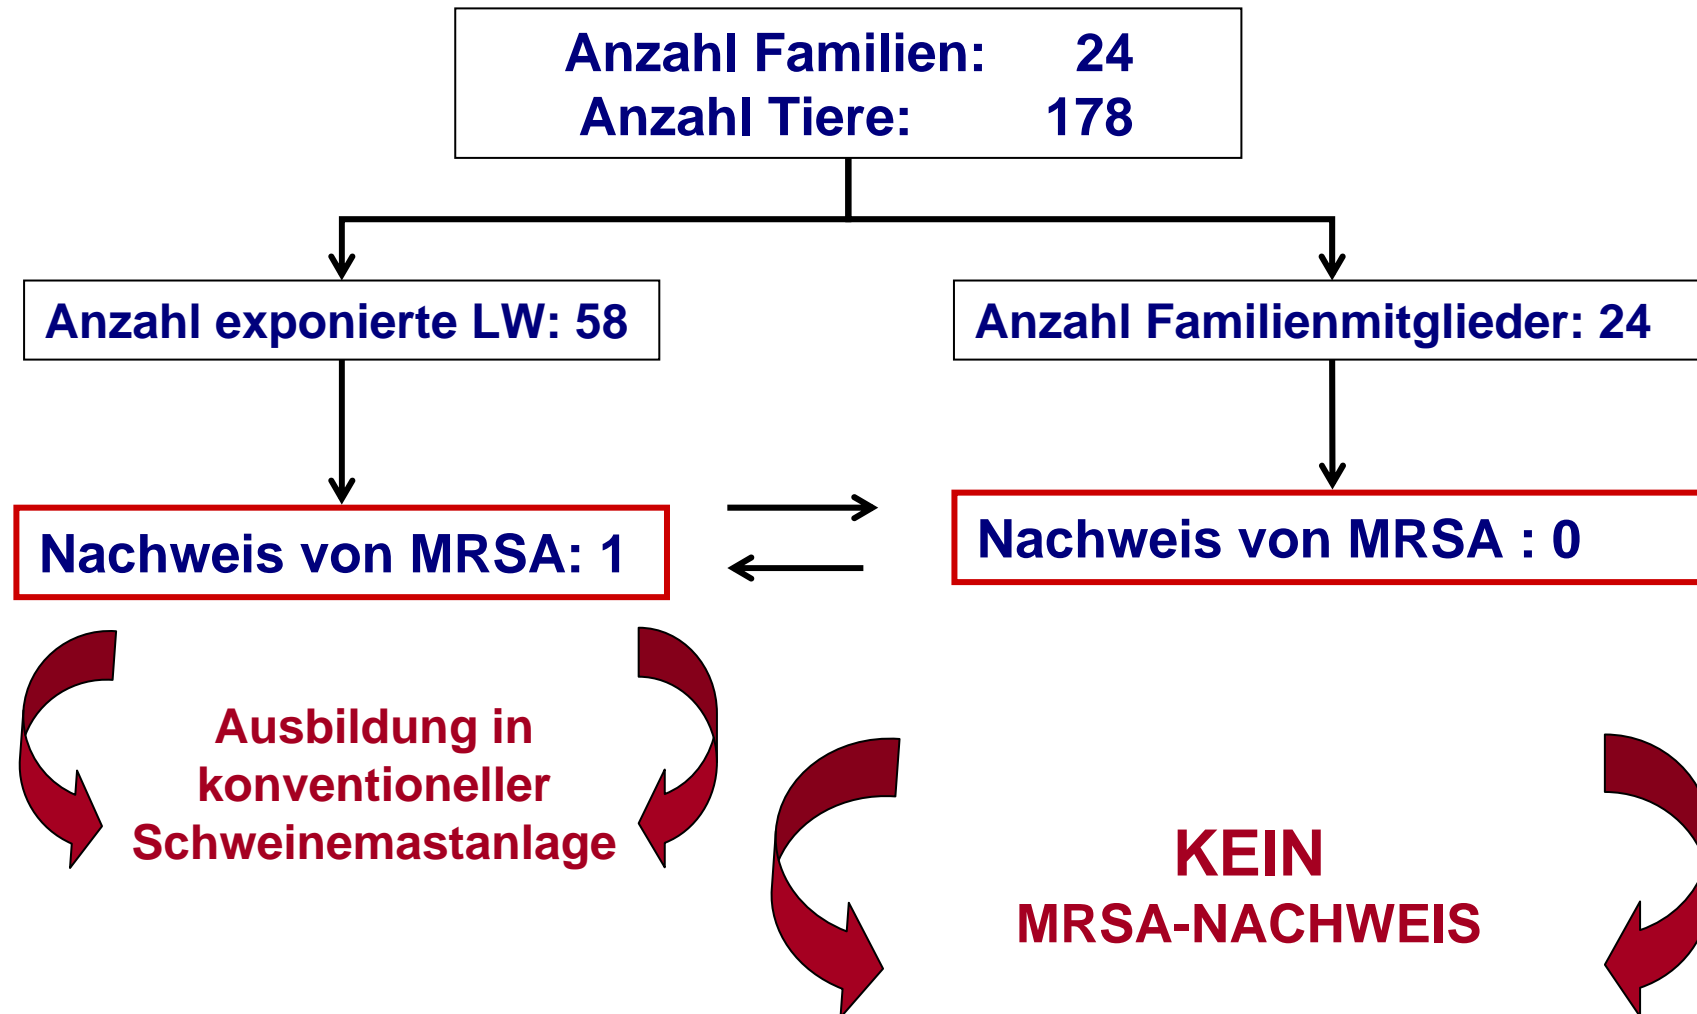 Anzahl Familien: 24
Anzahl Tiere: 178
Anzahl exponierte LW: 58
Anzahl Familienmitglieder: 24
Nachweis von MRSA: 1
Nachweis von MRSA : 0
Ausbildung in
konventioneller
Schweinemastanlage
KEIN
MRSA-NACHWEIS